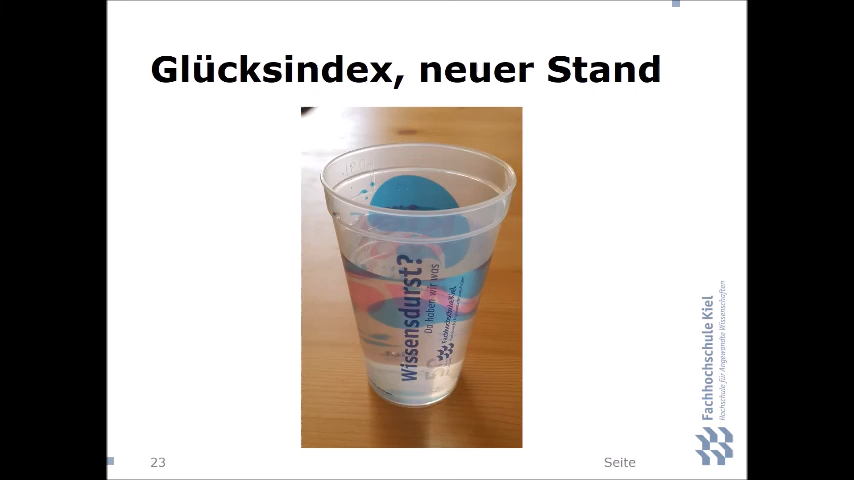 Glücksindex, neuer Stand
Wissensdurst?
Da haben wir was
Fachhochschule Kiel
Fachhochschule Kiel
Hochschule für Angewandte Wissenschaften
23
Seite